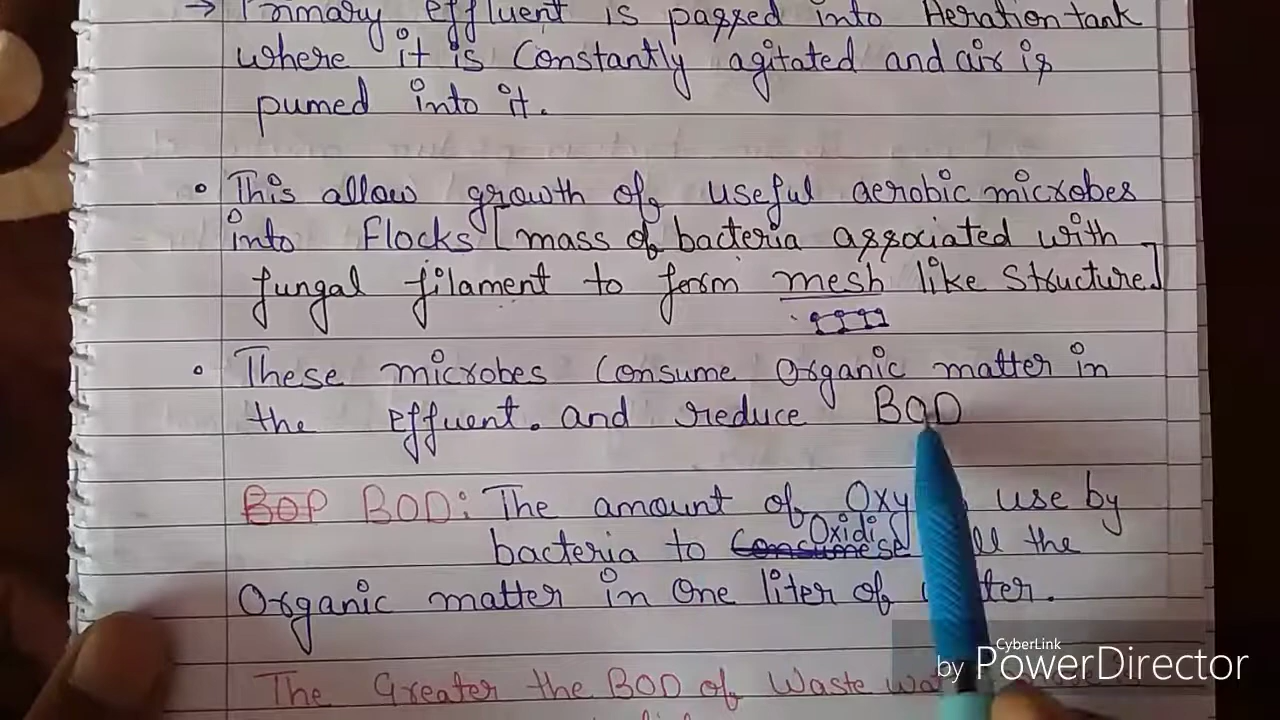 → Primary effluent is passed into Aeration tank
where it is Constantly agitated and air is
pumed into it.
• This allow growth of useful aerobic microbes
into Flocks [mass of bacteria associated with
fungal filament to form mesh like Structure]
• These microbes Consume Organic matter in
the effuent. and reduce BOD
BOP BOD: The amount of Oxy use by
Oxidise
bacteria to Consumese all the
Organic matter in One liter of water.
The Greater the BOD of Waste
CyberLink
by PowerDirector